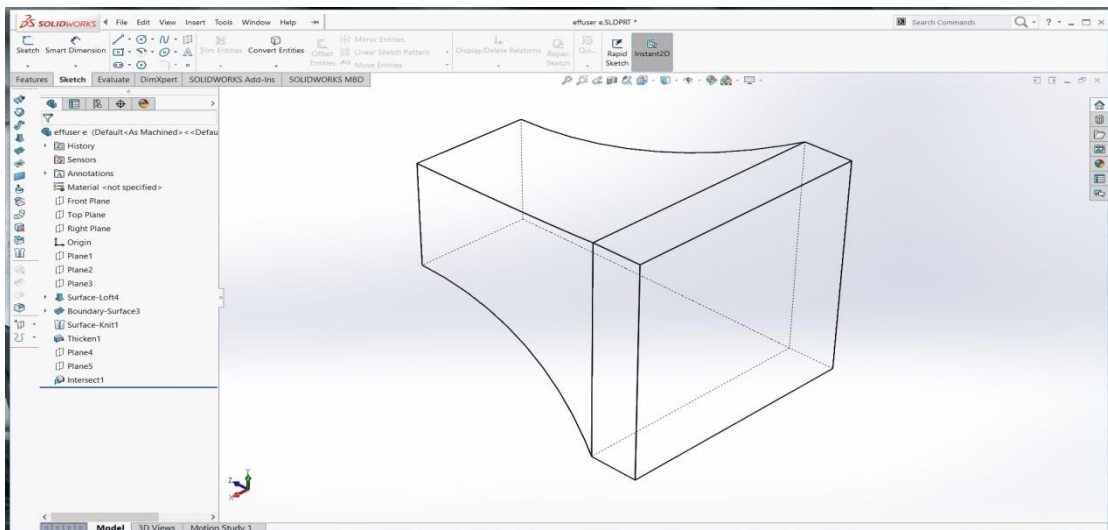 SOLIDWORKS File Edit View Insert Tools Window Help effuser e.SLDPRT * Search Commands
Sketch Smart Dimension Trim Entities Convert Entities Offset Entities Mirror Entities Linear Sketch Pattern Move Entities Display/Delete Relations Repair Sketch Qui... Rapid Sketch Instant2D
Features Sketch Evaluate DimXpert SOLIDWORKS Add-Ins SOLIDWORKS MBD
effuser e (Default<As Machined><<Defau
History
Sensors
Annotations
Material <not specified>
Front Plane
Top Plane
Right Plane
Origin
Plane1
Plane2
Plane3
Surface-Loft4
Boundary-Surface3
Surface-Knit1
Thicken1
Plane4
Plane5
Intersect1
Y
Z
X
Model 3D Views Motion Study 1